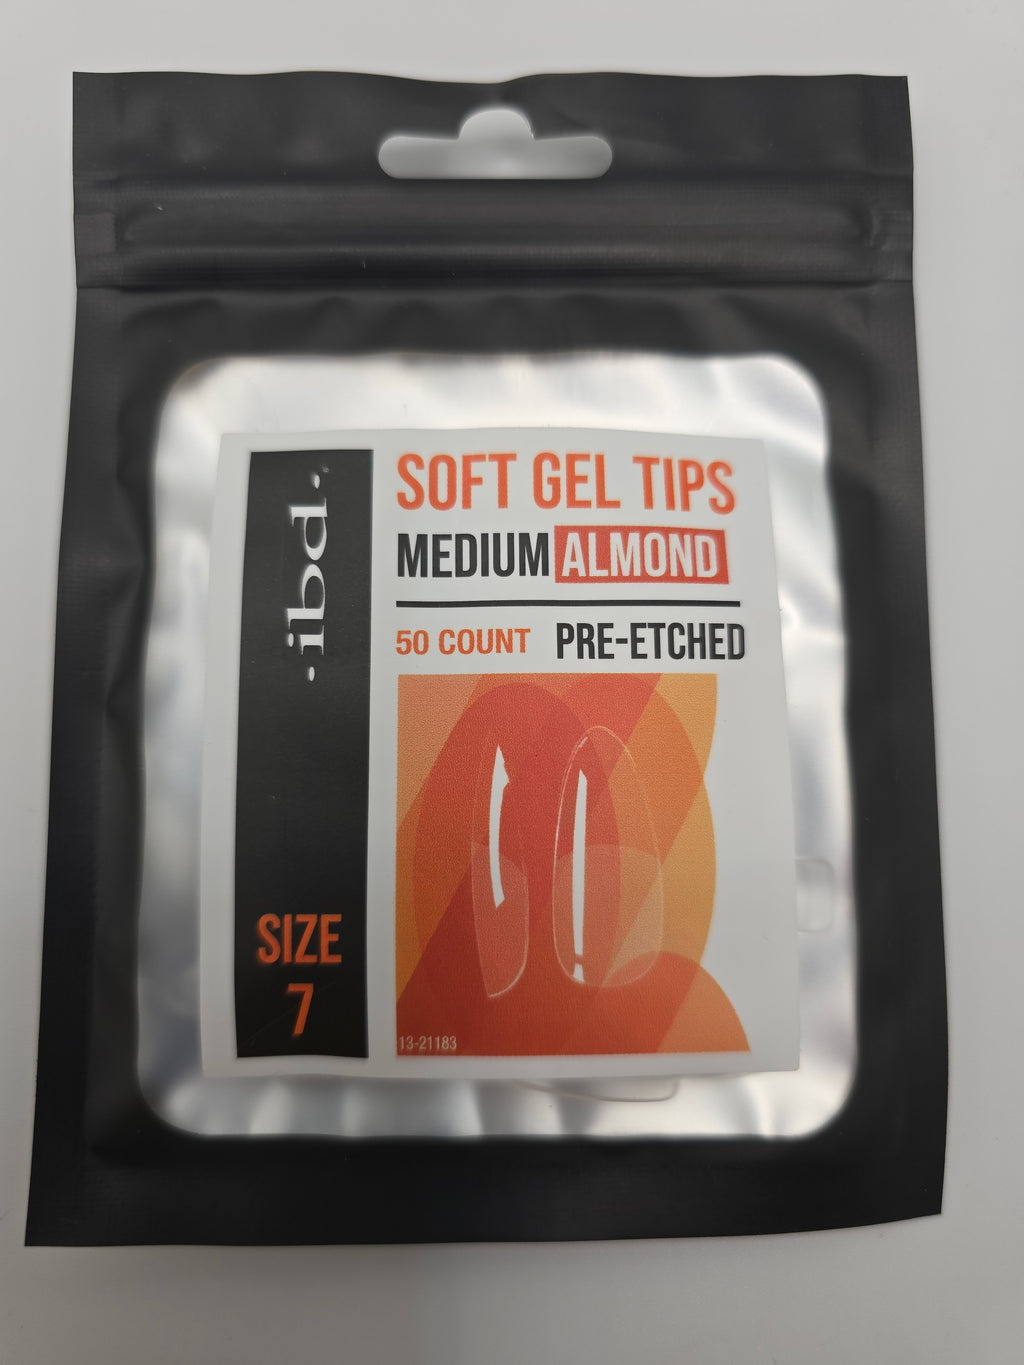 ·ibd·
SOFT GEL TIPS
MEDIUM ALMOND
50 COUNT PRE-ETCHED
SIZE
7
13-21183